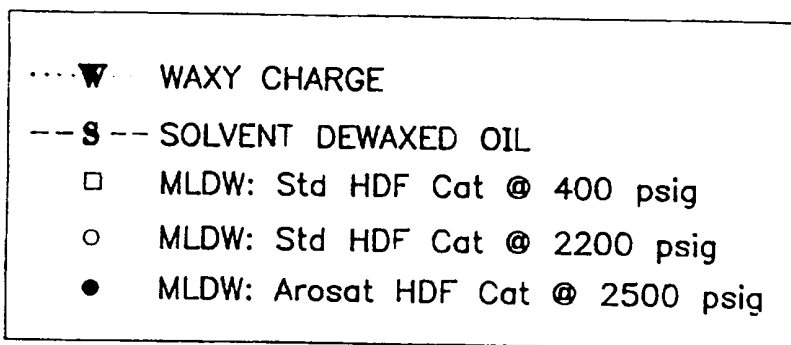 ····W·· WAXY CHARGE
--S-- SOLVENT DEWAXED OIL
□ MLDW: Std HDF Cat @ 400 psig
○ MLDW: Std HDF Cat @ 2200 psig
● MLDW: Arosat HDF Cat @ 2500 psig